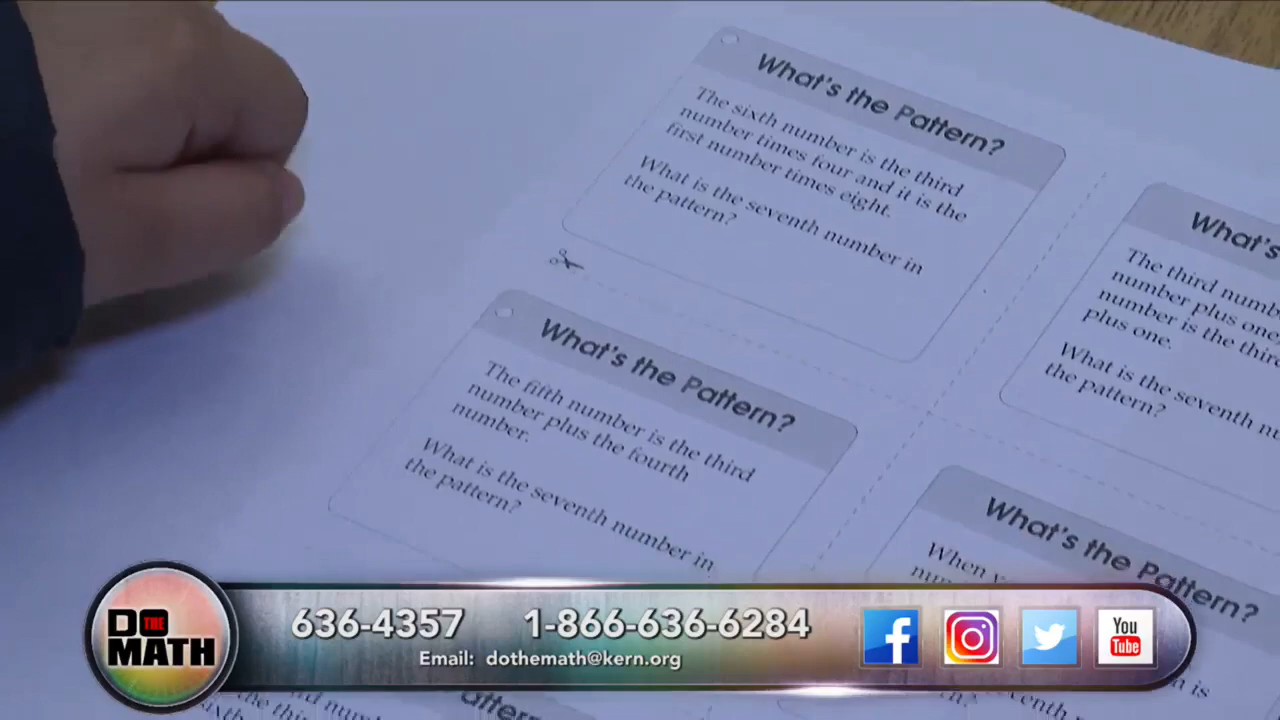 What's the Pattern?
The sixth number is the third
number times four and it is the
first number times eight.
What is the seventh number in
the pattern?
What's
The third
number plus one,
number is the third
plus one.
What is the seventh
the pattern?
What's the Pattern?
The fifth number is the third
number plus the fourth
number.
What is the seventh number in
the pattern?
What's the Pattern?
When
is
DO THE MATH
636-4357 1-866-636-6284
Email: dothemath@kern.org
You
Tube